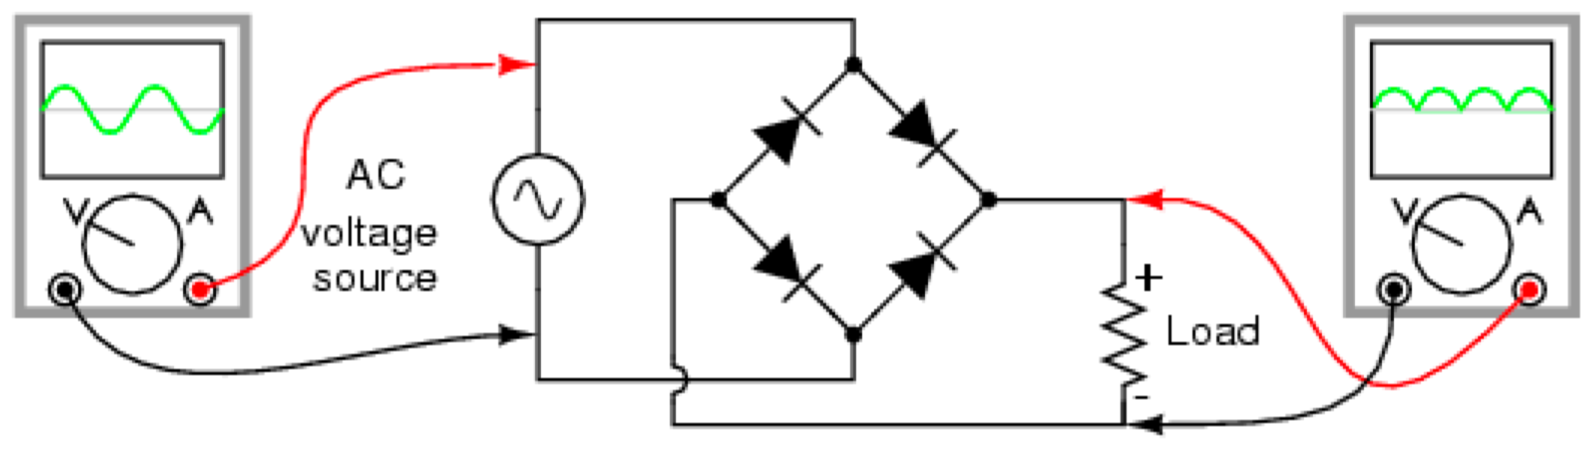 V A
AC
voltage
source
+
Load
-
V A